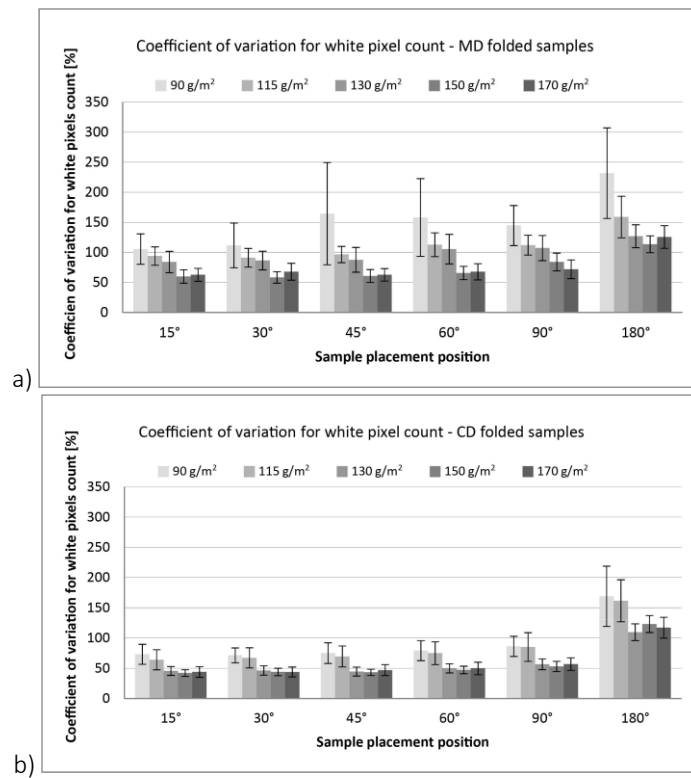 Coefficient of variation for white pixel count - MD folded samples
90 g/m² 115 g/m² 130 g/m² 150 g/m² 170 g/m²
Coefficien of variation for white pixels count [%]
350
300
250
200
150
100
50
0
15° 30° 45° 60° 90° 180°
Sample placement position
a)
Coefficient of variation for white pixel count - CD folded samples
90 g/m² 115 g/m² 130 g/m² 150 g/m² 170 g/m²
Coefficient of variation for white pixels count [%]
350
300
250
200
150
100
50
0
15° 30° 45° 60° 90° 180°
Sample placement position
b)